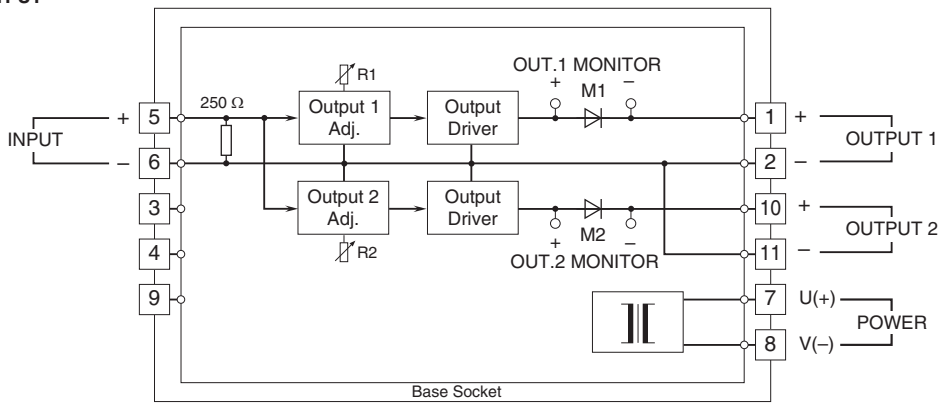 OUT.1 MONITOR
+ M1 –
R1
250 Ω
INPUT
+ 5
Output 1
Adj.
Output
Driver
1 +
OUTPUT 1
– 6
2 –
3
Output 2
Adj.
Output
Driver
10 +
OUTPUT 2
4
R2
+ M2 –
OUT.2 MONITOR
11 –
9
7 U(+)
POWER
8 V(–)
Base Socket